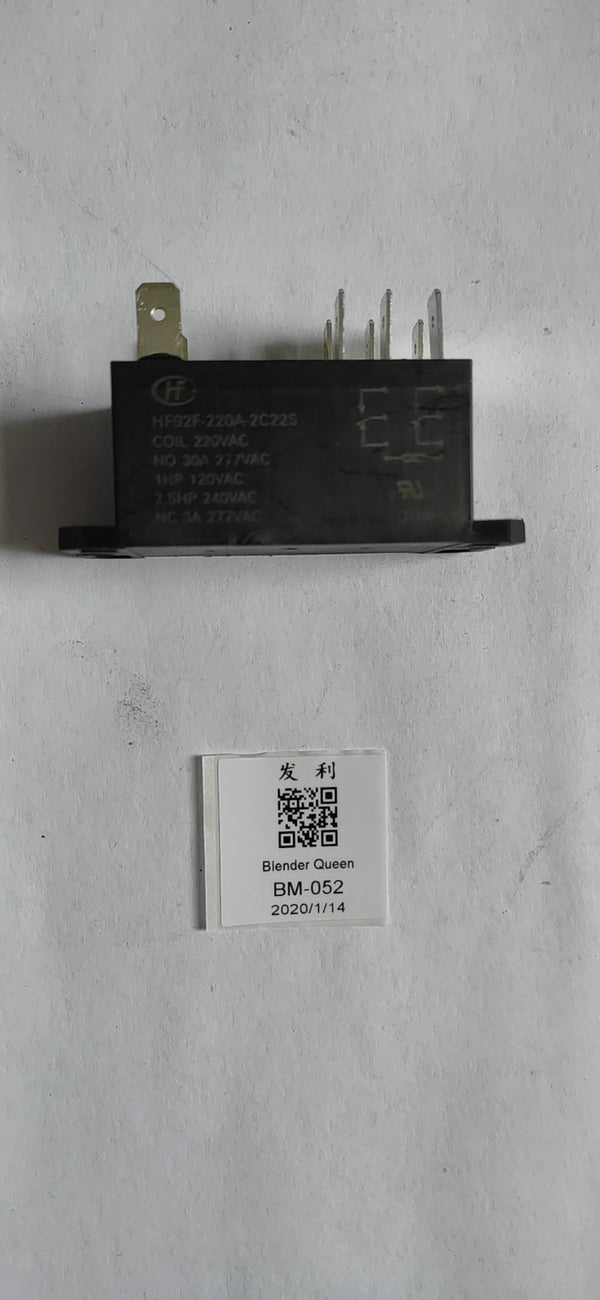 HF
HF92F-220A-2C22S
COIL 220VAC
NO 30A 277VAC
1HP 120VAC
2.5HP 240VAC
NC 3A 277VAC
发 利
Blender Queen
BM-052
2020/1/14